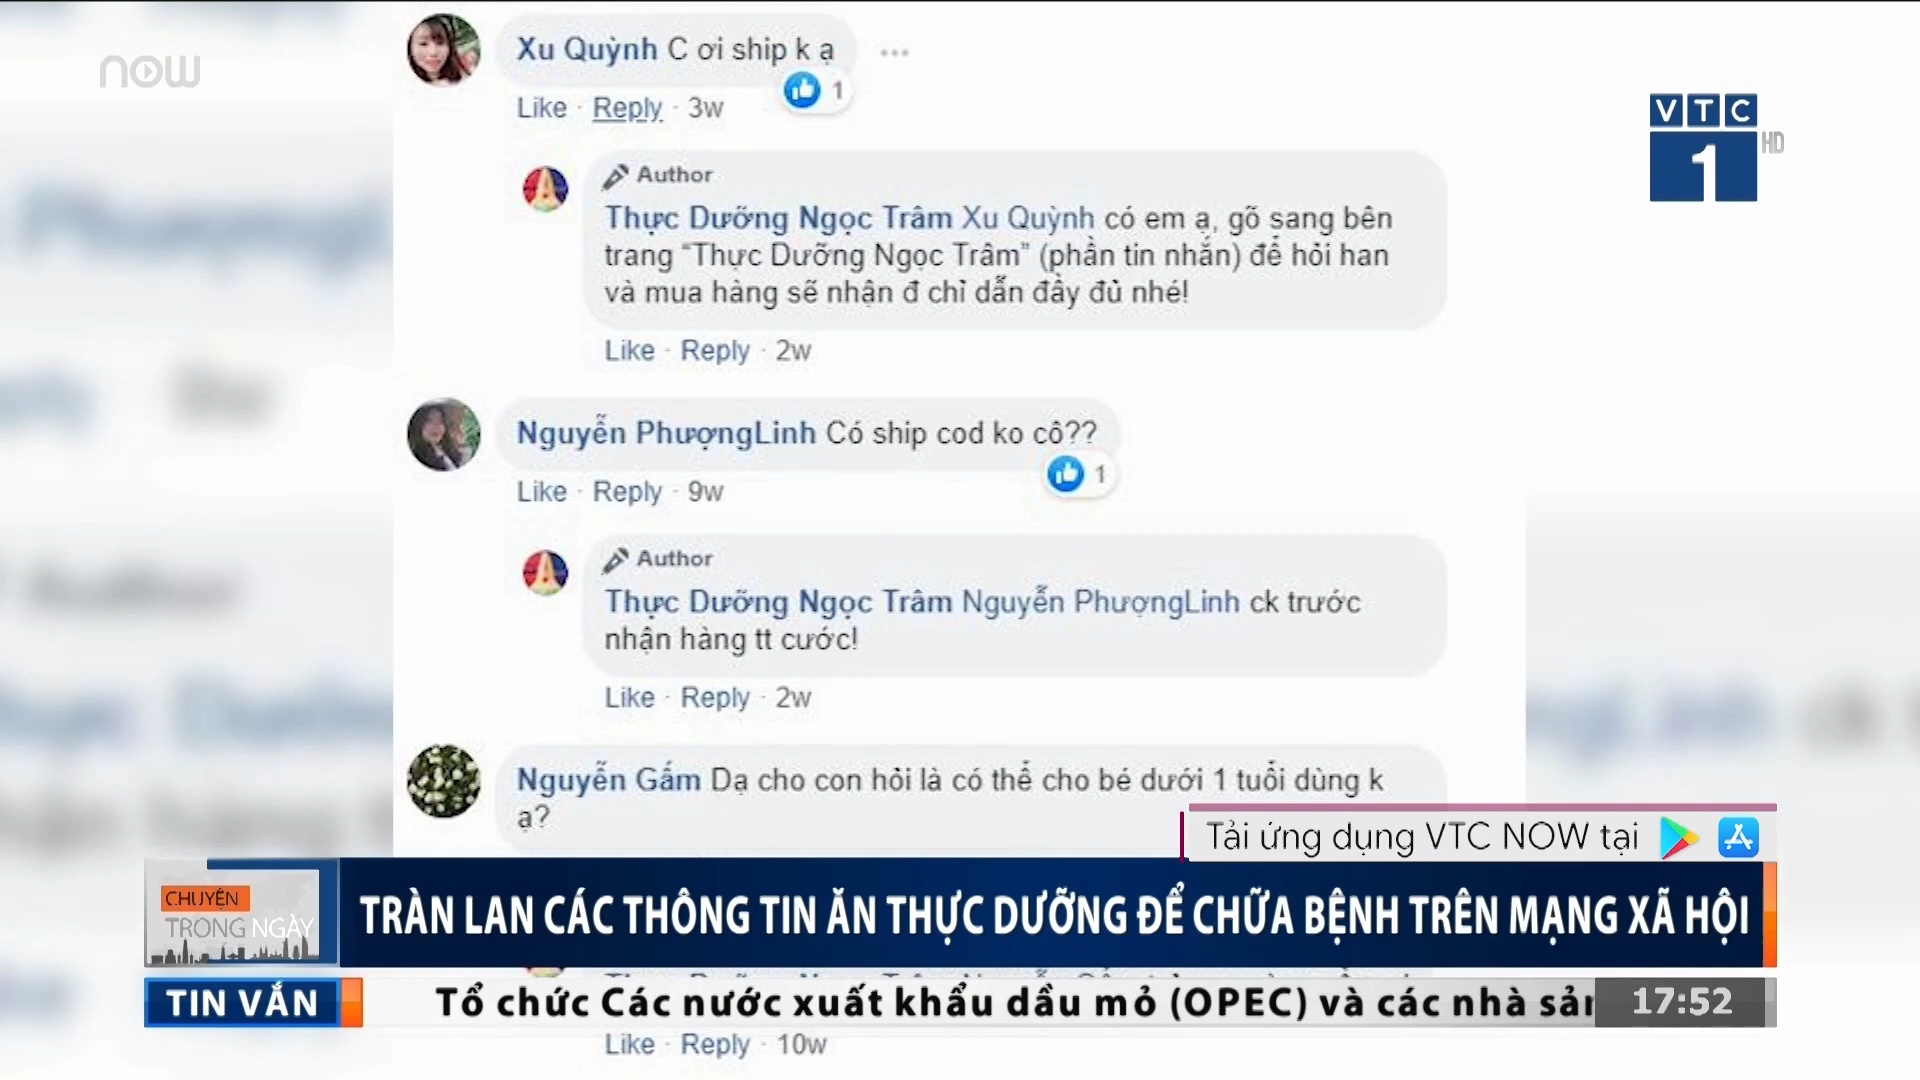 now
VTC
1
HD
Xu Quỳnh C ơi ship k ạ
1
Like · Reply · 3w
Author
Thực Dưỡng Ngọc Trâm Xu Quỳnh có em ạ, gõ sang bên
trang “Thực Dưỡng Ngọc Trâm” (phần tin nhắn) để hỏi han
và mua hàng sẽ nhận đ chỉ dẫn đầy đủ nhé!
Like · Reply · 2w
Nguyễn PhượngLinh Có ship cod ko cô??
1
Like · Reply · 9w
Author
Thực Dưỡng Ngọc Trâm Nguyễn PhượngLinh ck trước
nhận hàng tt cước!
Like · Reply · 2w
Nguyễn Gấm Dạ cho con hỏi là có thể cho bé dưới 1 tuổi dùng k
ạ?
Tải ứng dụng VTC NOW tại
CHUYỆN
TRONG NGÀY
TRÀN LAN CÁC THÔNG TIN ĂN THỰC DƯỠNG ĐỂ CHỮA BỆNH TRÊN MẠNG XÃ HỘI
TIN VẮN
Tổ chức Các nước xuất khẩu dầu mỏ (OPEC) và các nhà sản
17:52
Like · Reply · 10w